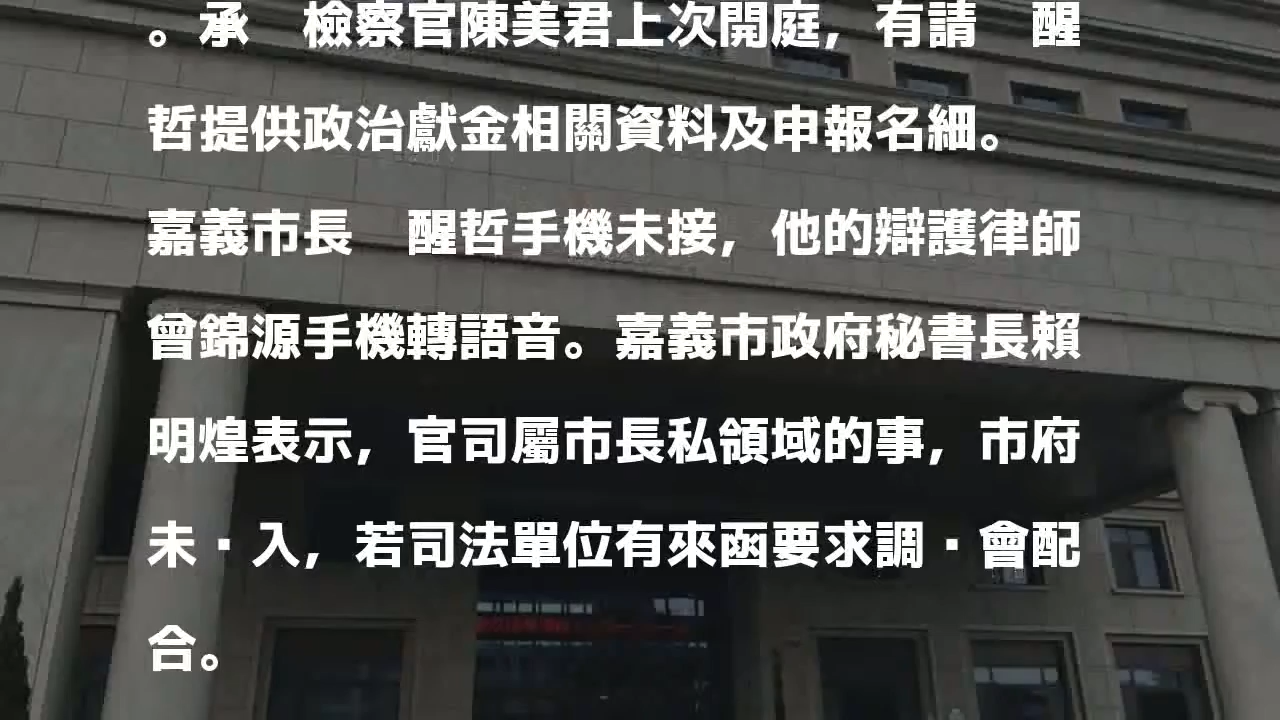 。承　檢察官陳美君上次開庭，有請　醒
哲提供政治獻金相關資料及申報名細。
嘉義市長　醒哲手機未接，他的辯護律師
曾錦源手機轉語音。嘉義市政府秘書長賴
明煌表示，官司屬市長私領域的事，市府
未·入，若司法單位有來函要求調·會配
合。